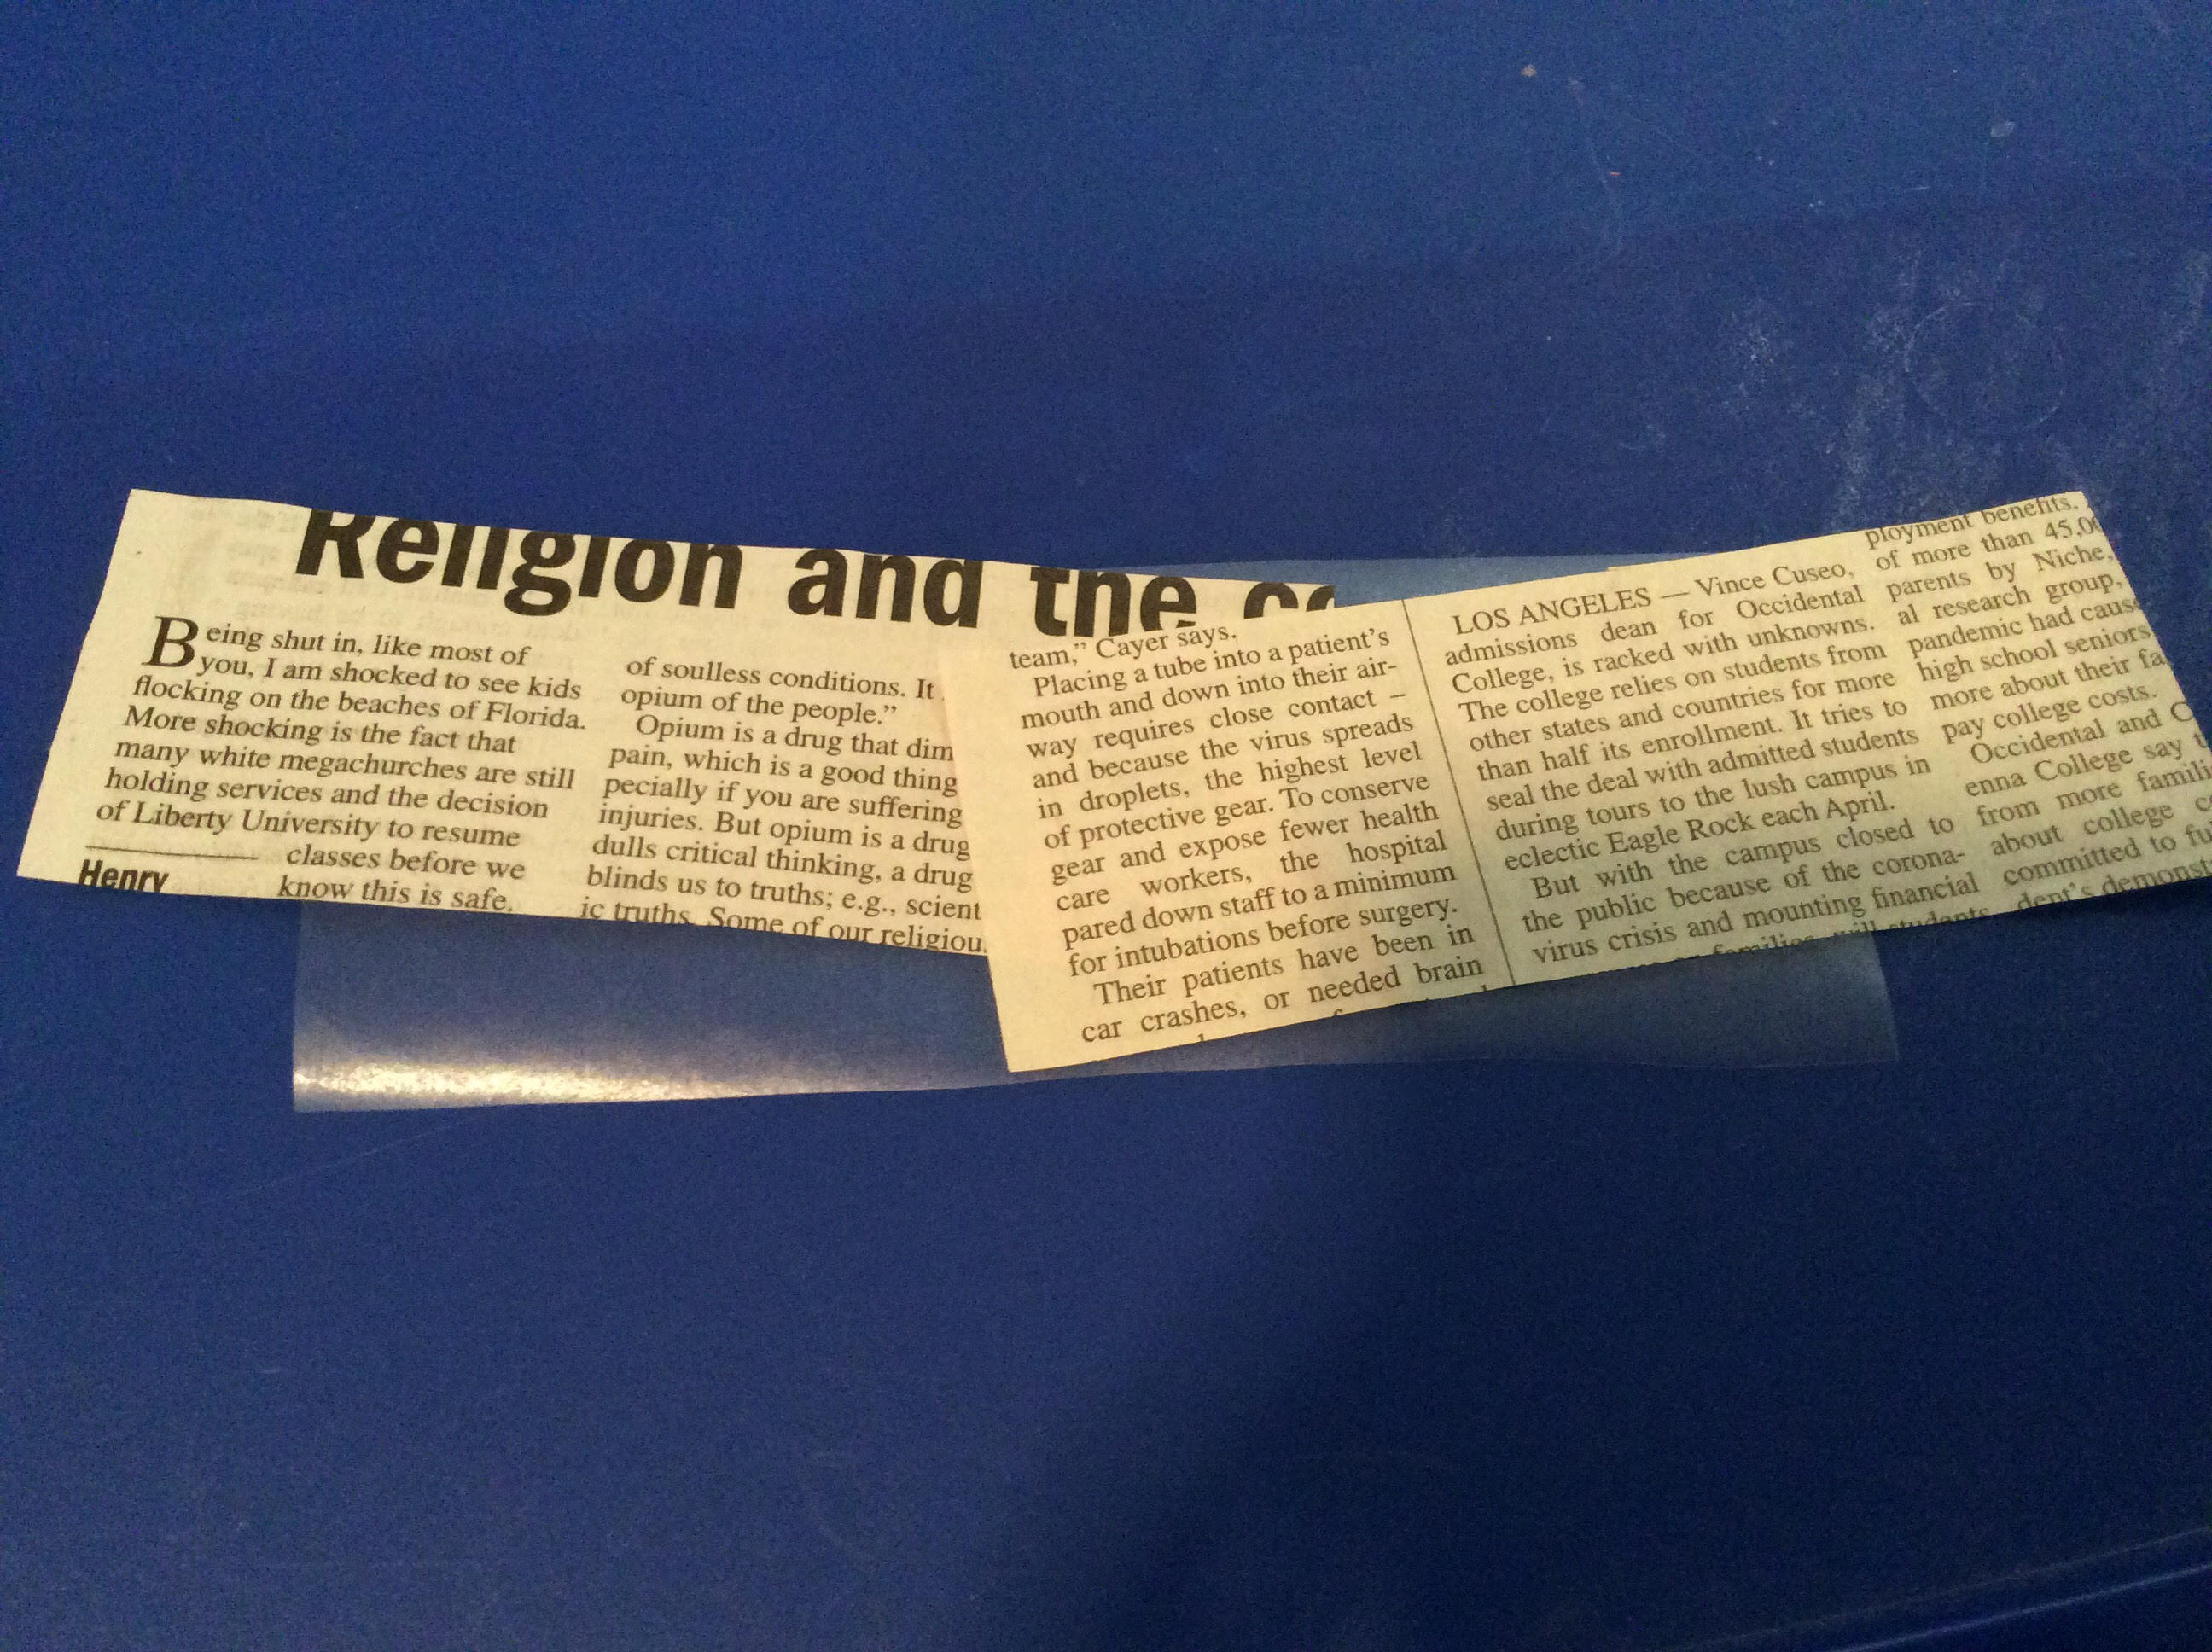 Religion and the
Being shut in, like most of
you, I am shocked to see kids
flocking on the beaches of Florida.
More shocking is the fact that
many white megachurches are still
holding services and the decision
of Liberty University to resume
classes before we
know this is safe.
Henry
of soulless conditions. It
opium of the people.”
Opium is a drug that dim
pain, which is a good thing
pecially if you are suffering
injuries. But opium is a drug
dulls critical thinking, a drug
blinds us to truths; e.g., scient
ic truths. Some of our religiou
team,” Cayer says.
Placing a tube into a patient’s
mouth and down into their air-
way requires close contact –
and because the virus spreads
in droplets, the highest level
of protective gear. To conserve
gear and expose fewer health
care workers, the hospital
pared down staff to a minimum
for intubations before surgery.
Their patients have been in
car crashes, or needed brain
LOS ANGELES — Vince Cuseo,
admissions dean for Occidental
College, is racked with unknowns.
The college relies on students from
other states and countries for more
than half its enrollment. It tries to
seal the deal with admitted students
during tours to the lush campus in
eclectic Eagle Rock each April.
But with the campus closed to
the public because of the corona-
virus crisis and mounting financial
families, will students
ployment benefits.
of more than 45,00
parents by Niche,
al research group,
pandemic had cause
high school seniors
more about their fa
pay college costs.
Occidental and C
enna College say t
from more famili
about college c
committed to fu
dent’s demonst